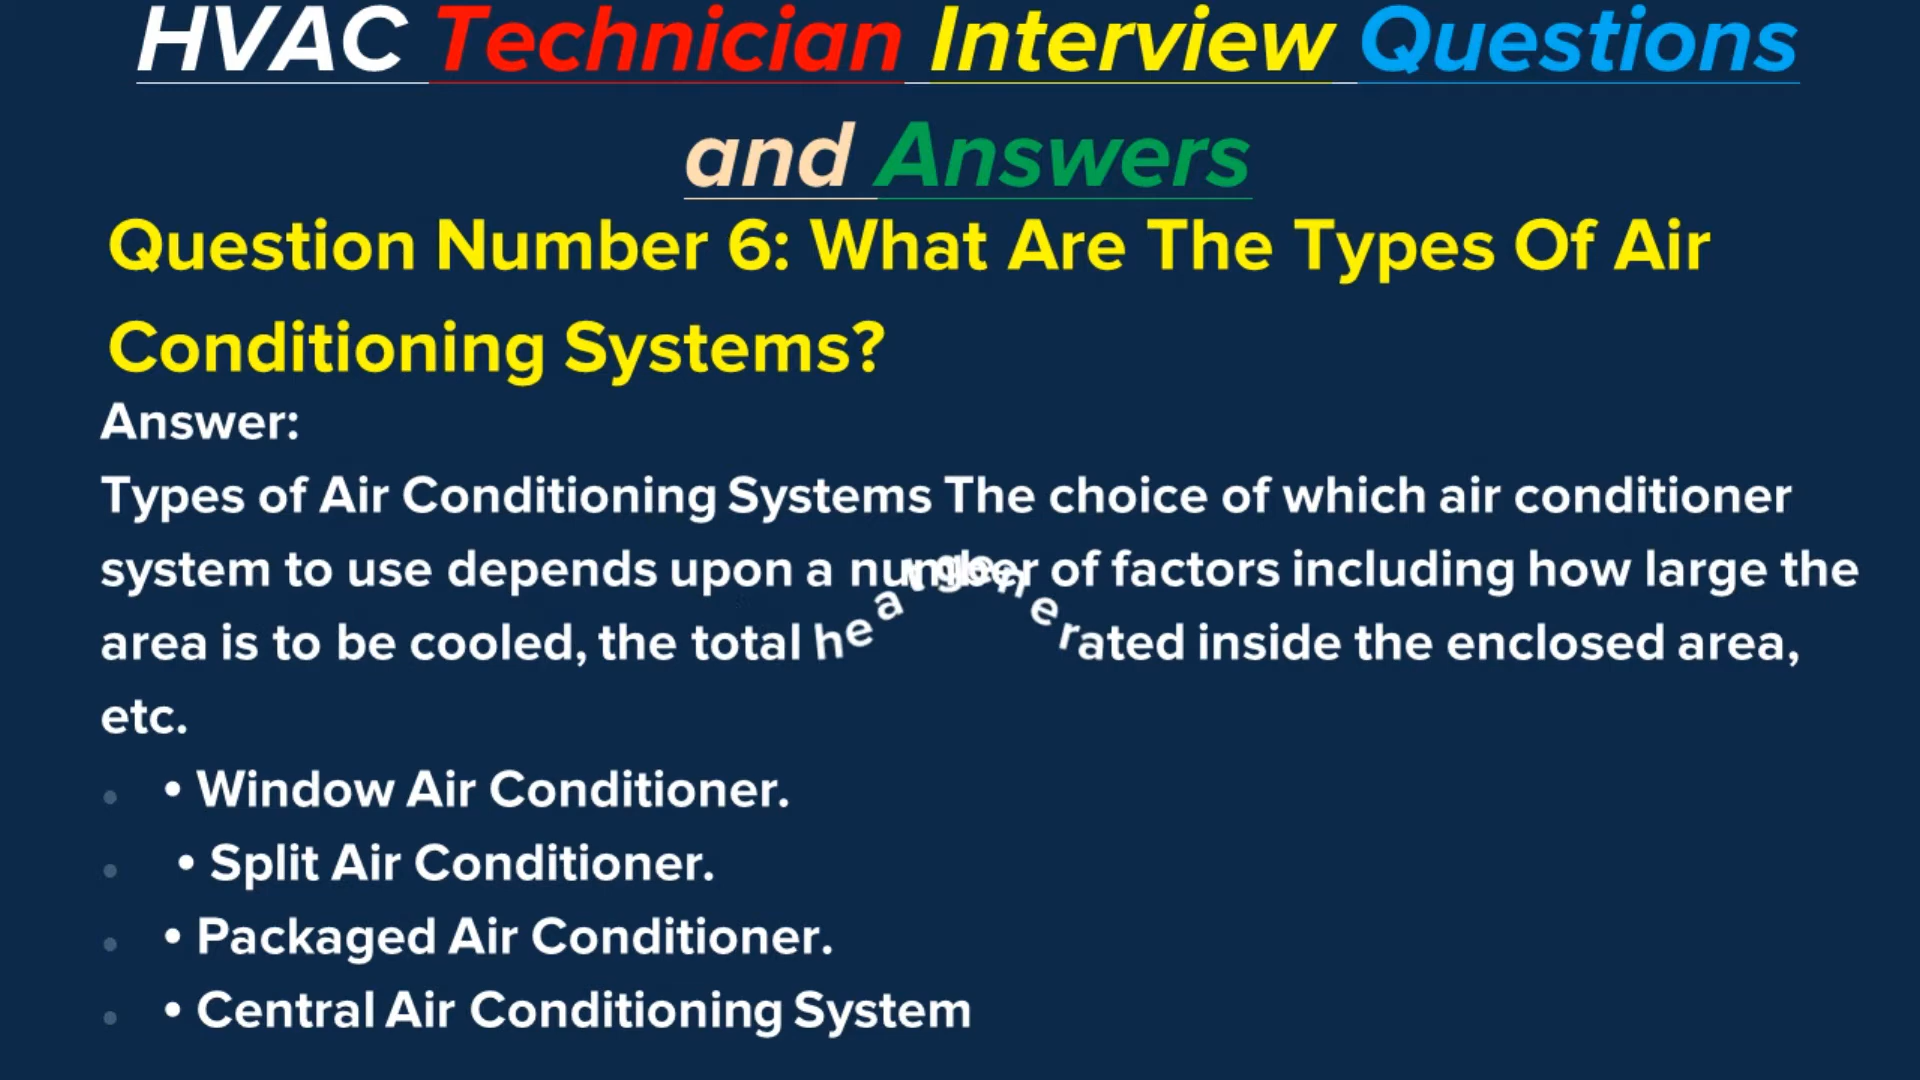 HVAC Technician Interview Questions
and Answers
Question Number 6: What Are The Types Of Air
Conditioning Systems?
Answer:
Types of Air Conditioning Systems The choice of which air conditioner
system to use depends upon a number of factors including how large the
area is to be cooled, the total heat generated inside the enclosed area,
etc.
• • Window Air Conditioner.
• • Split Air Conditioner.
• • Packaged Air Conditioner.
• • Central Air Conditioning System